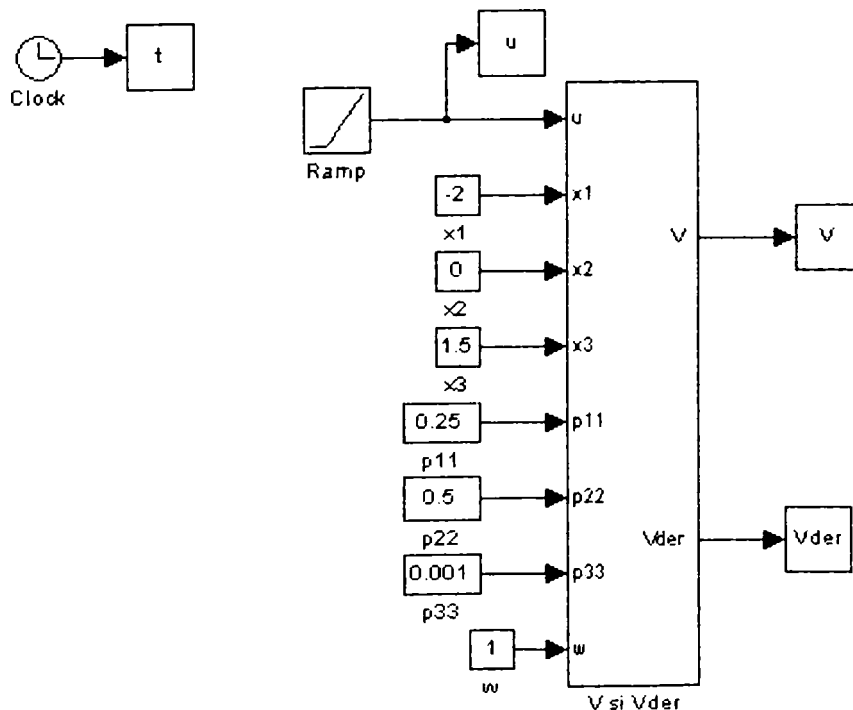 t
Clock
u
Ramp
u
-2
x1
x1
0
x2
x2
1.5
x3
x3
0.25
p11
p11
0.5
p22
p22
0.001
p33
p33
1
w
w
V
V
Vder
Vder
V si Vder